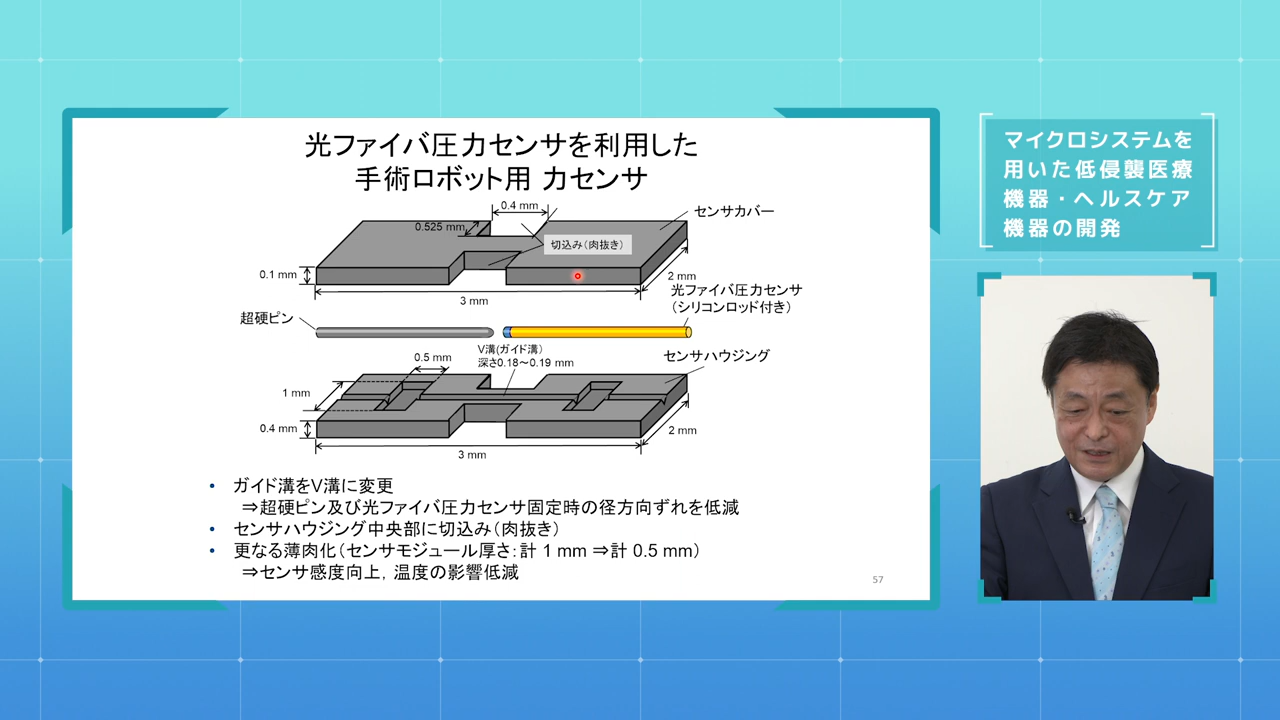 光ファイバ圧力センサを利用した
手術ロボット用 力センサ
0.4 mm
センサカバー
0.525 mm
切込み（肉抜き）
0.1 mm
2 mm
3 mm
光ファイバ圧力センサ
（シリコンロッド付き）
超硬ピン
V溝(ガイド溝)
深さ0.18～0.19 mm
0.5 mm
センサハウジング
1 mm
0.4 mm
2 mm
3 mm
• ガイド溝をV溝に変更
⇒超硬ピン及び光ファイバ圧力センサ固定時の径方向ずれを低減
• センサハウジング中央部に切込み（肉抜き）
• 更なる薄肉化（センサモジュール厚さ：計 1 mm ⇒計 0.5 mm）
⇒センサ感度向上，温度の影響低減
57
マイクロシステムを
用いた低侵襲医療
機器・ヘルスケア
機器の開発